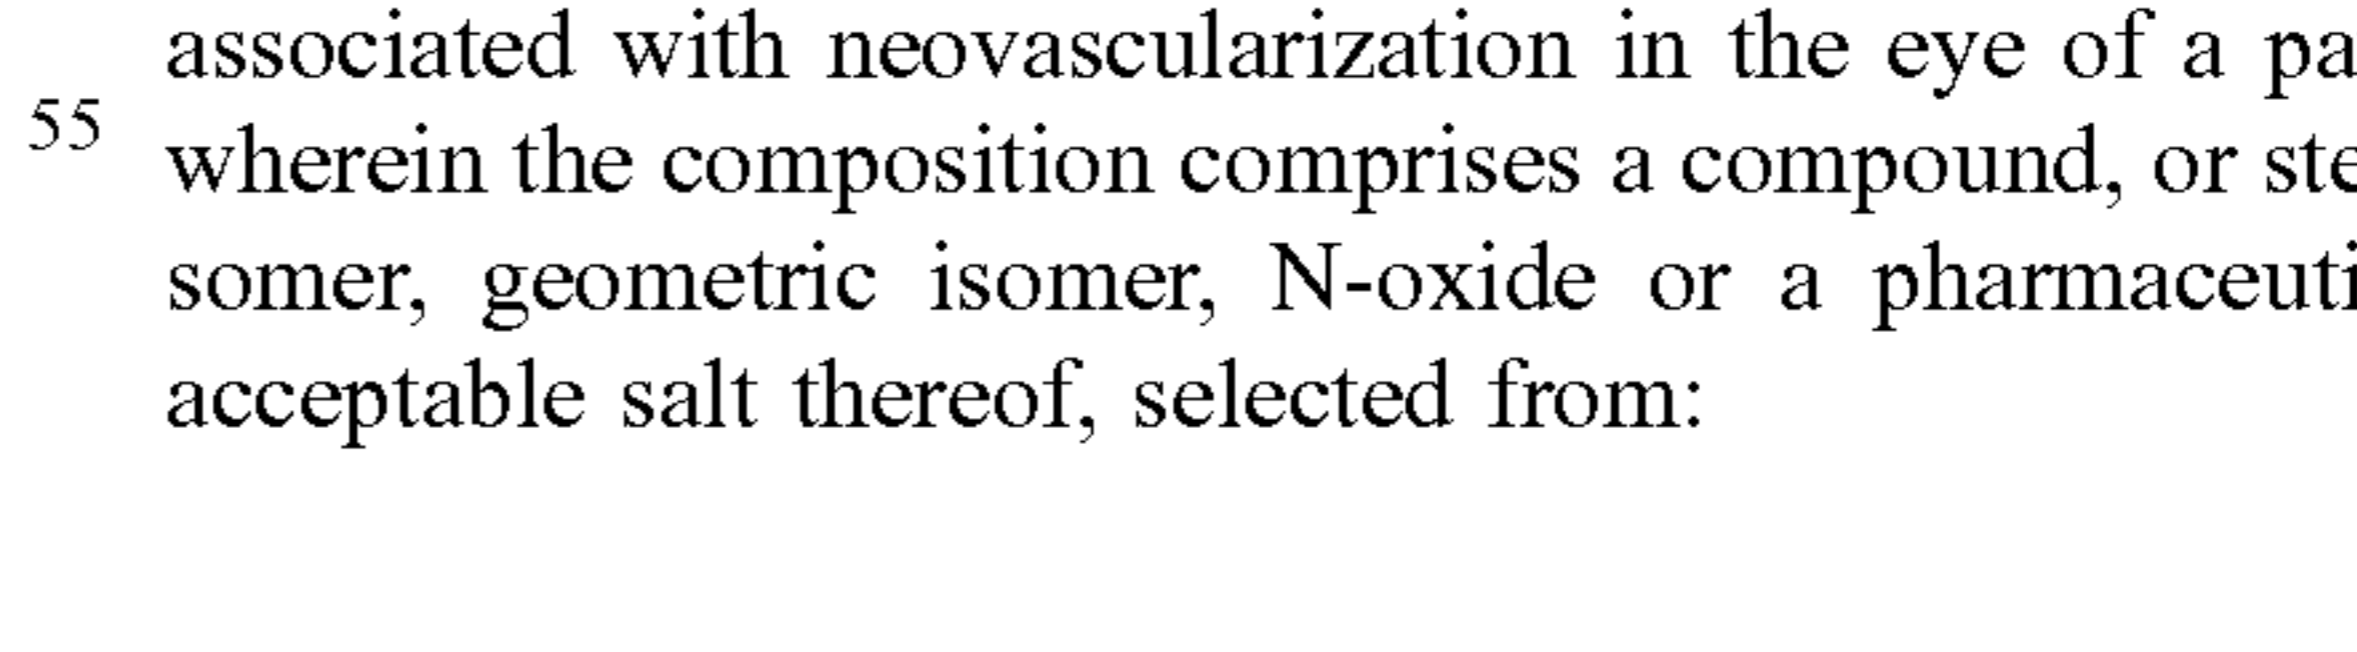 associated with neovascularization in the eye of a pa
55
wherein the composition comprises a compound, or ste
somer, geometric isomer, N-oxide or a pharmaceuti
acceptable salt thereof, selected from: